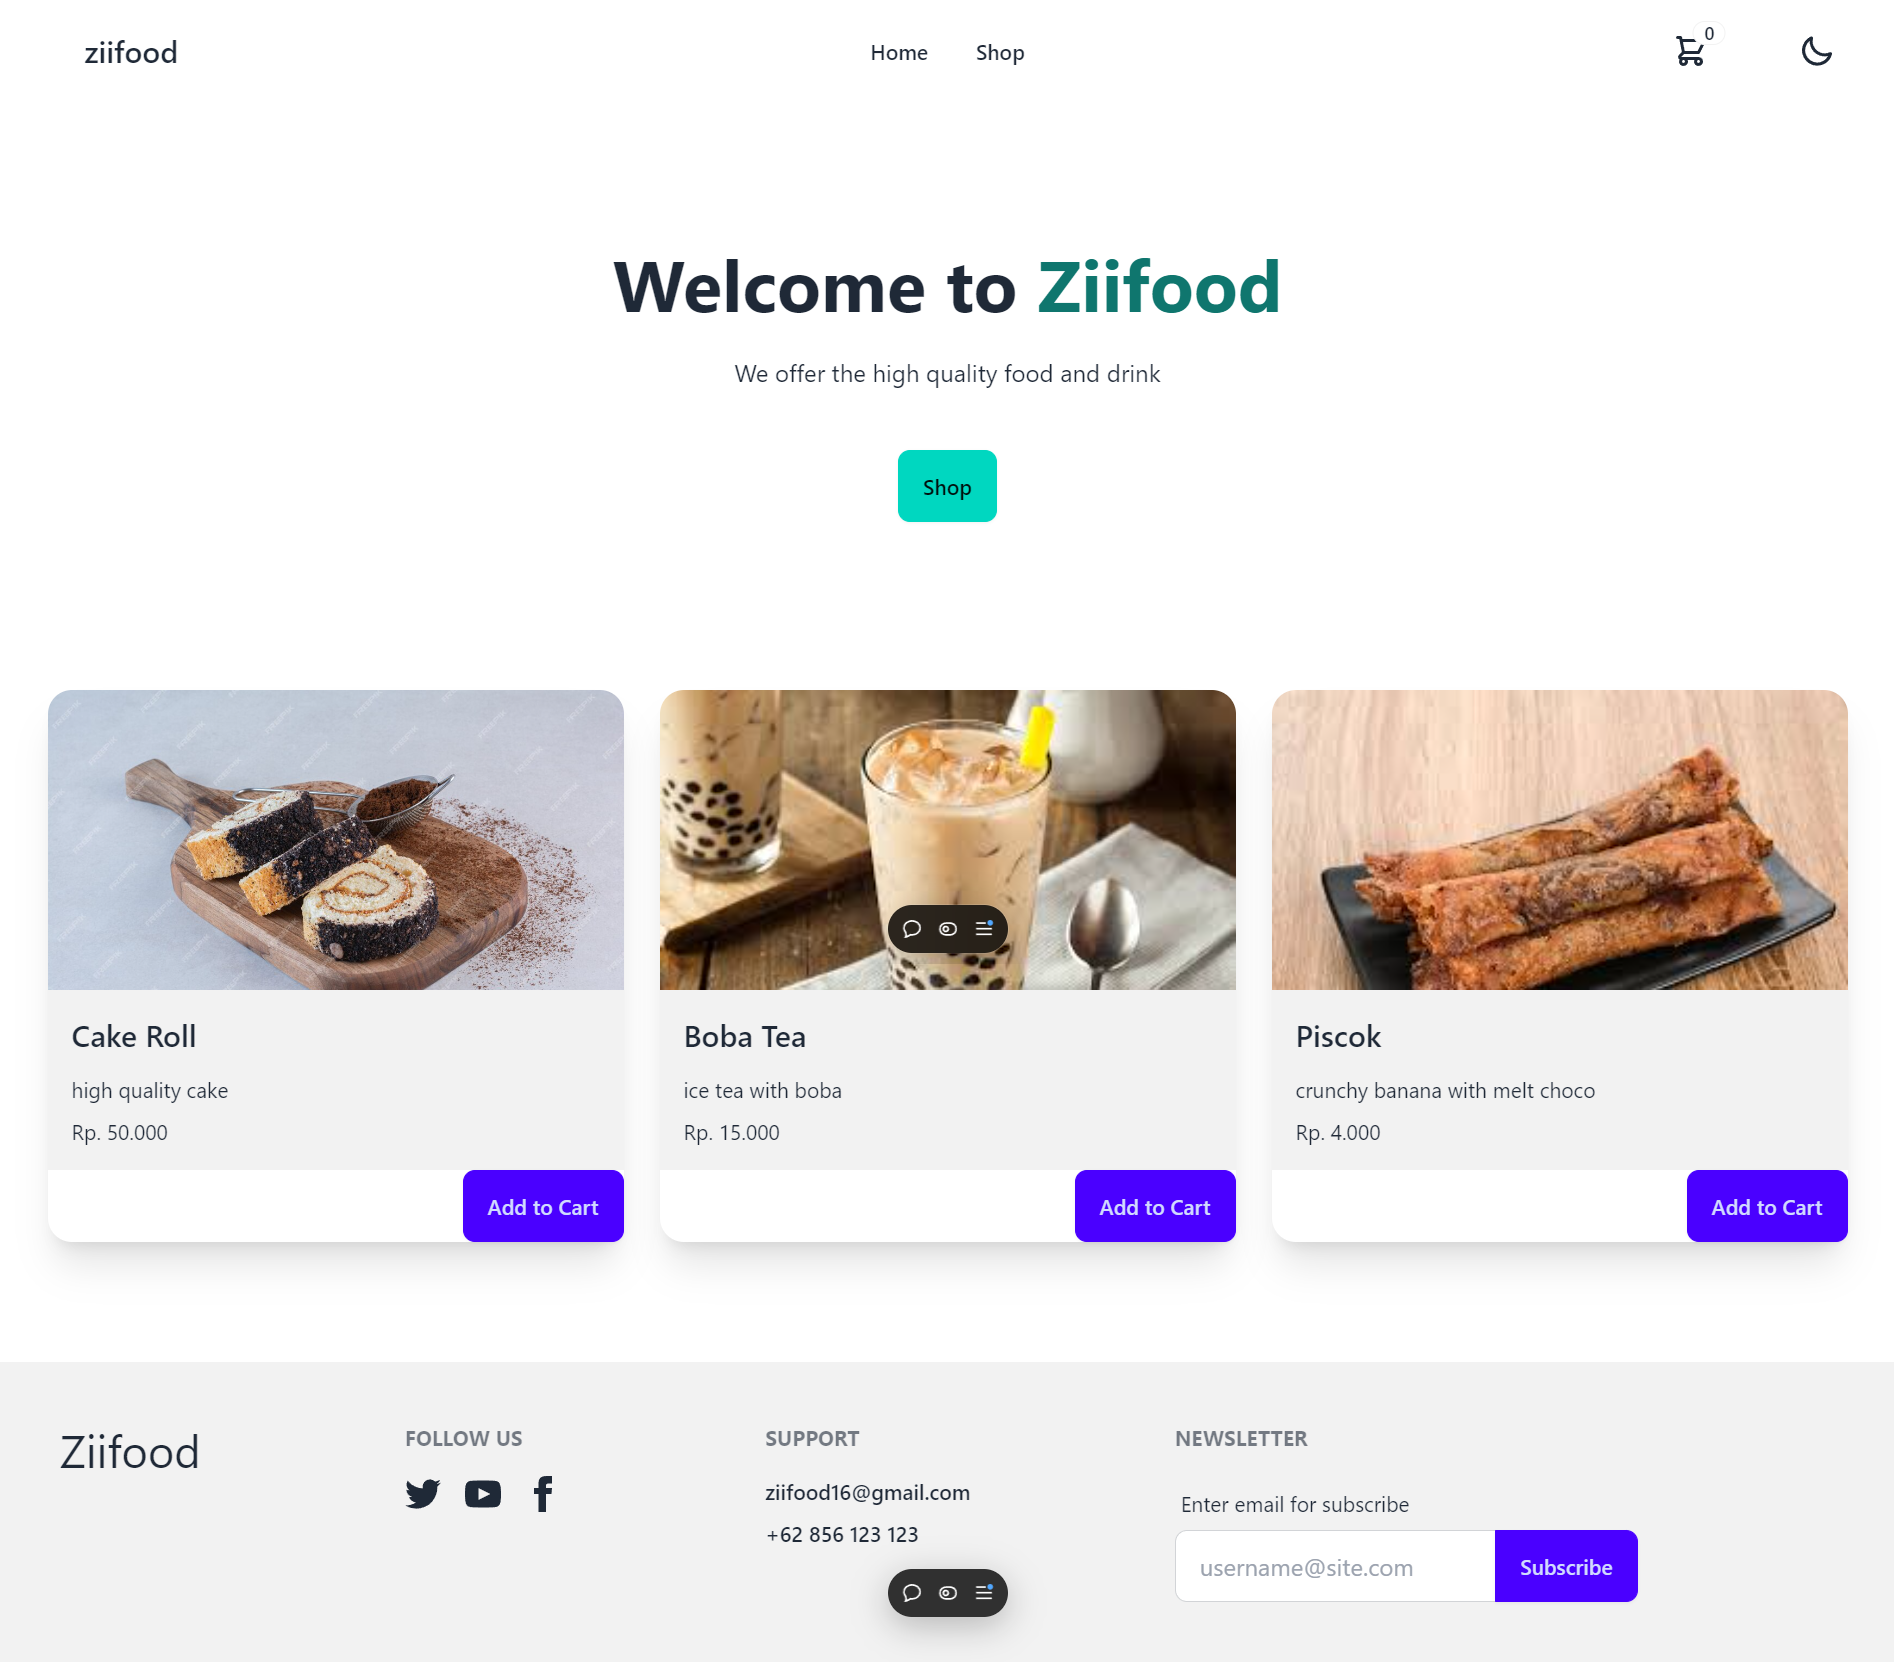 ziifood
Home
Shop
0
Welcome to Ziifood
We offer the high quality food and drink
Shop
Cake Roll
high quality cake
Rp. 50.000
Add to Cart
Boba Tea
ice tea with boba
Rp. 15.000
Add to Cart
Piscok
crunchy banana with melt choco
Rp. 4.000
Add to Cart
Ziifood
FOLLOW US
SUPPORT
ziifood16@gmail.com
+62 856 123 123
NEWSLETTER
Enter email for subscribe
username@site.com
Subscribe